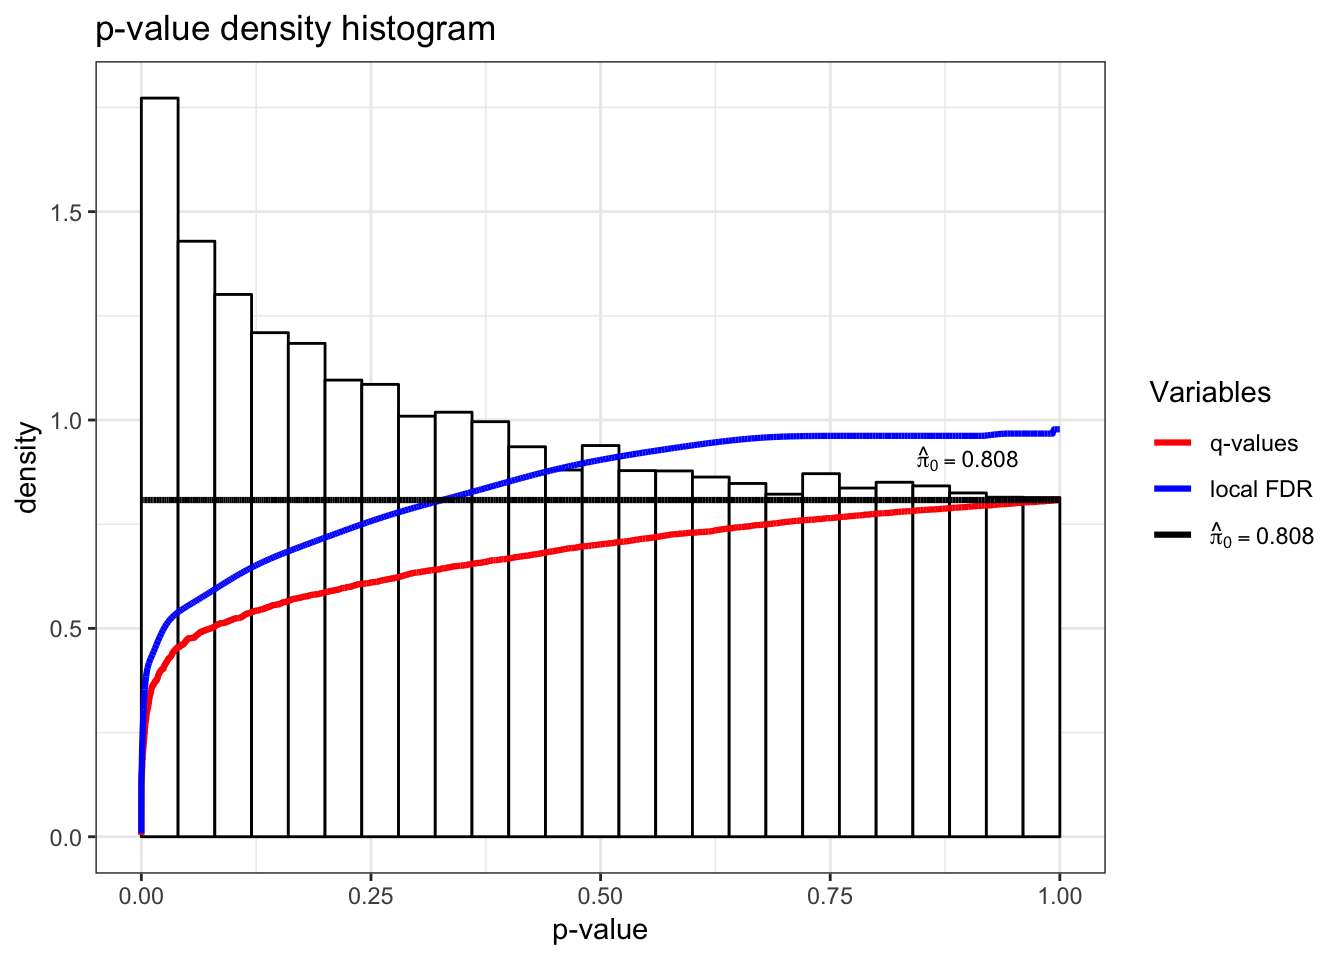 p-value density histogram
density
1.5
1.0
0.5
0.0
π̂₀ = 0.808
0.00 0.25 0.50 0.75 1.00
p-value
Variables
q-values
local FDR
π̂₀ = 0.808